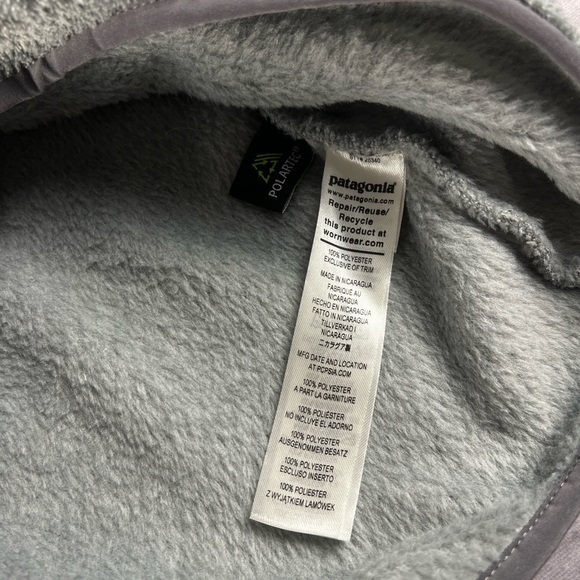 POLARTEC
patagonia
www.patagonia.com
Repair/Reuse/
Recycle
this product at
wornwear.com
100% POLYESTER
EXCLUSIVE OF TRIM
MADE IN NICARAGUA
FABRIQUÉ AU
NICARAGUA
HECHO EN NICARAGUA
FATTO IN NICARAGUA
TILLVERKAD I
NICARAGUA
ニカラグア製
MFG DATE AND LOCATION
AT PCPSIA.COM
100% POLYESTER
A PART LA GARNITURE
100% POLIÉSTER
NO INCLUYE EL ADORNO
100% POLYESTER
AUSGENOMMEN BESATZ
100% POLIESTERE
ESCLUSO INSERTO
100% POLIESTER
Z WYJĄTKIEM LAMÓWEK